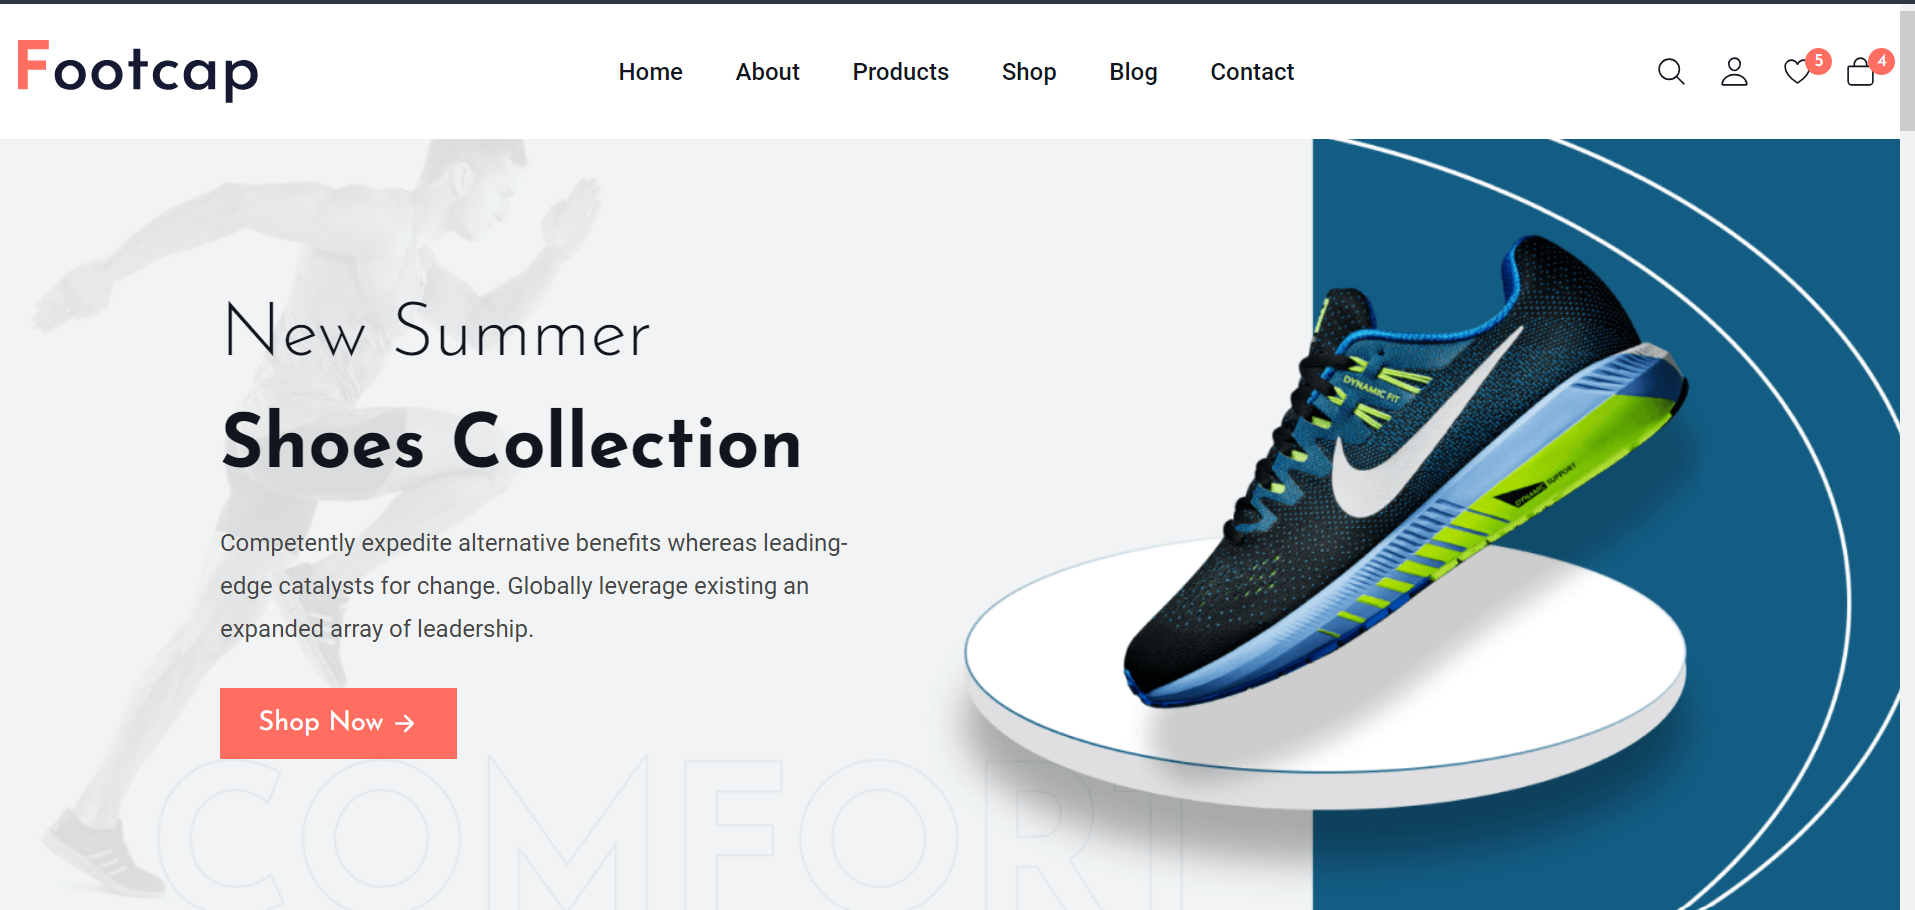 Footcap
Home About Products Shop Blog Contact
5 4
New Summer
Shoes Collection
Competently expedite alternative benefits whereas leading-
edge catalysts for change. Globally leverage existing an
expanded array of leadership.
Shop Now →
DYNAMIC FIT
DYNAMIC SUPPORT
COMFORT